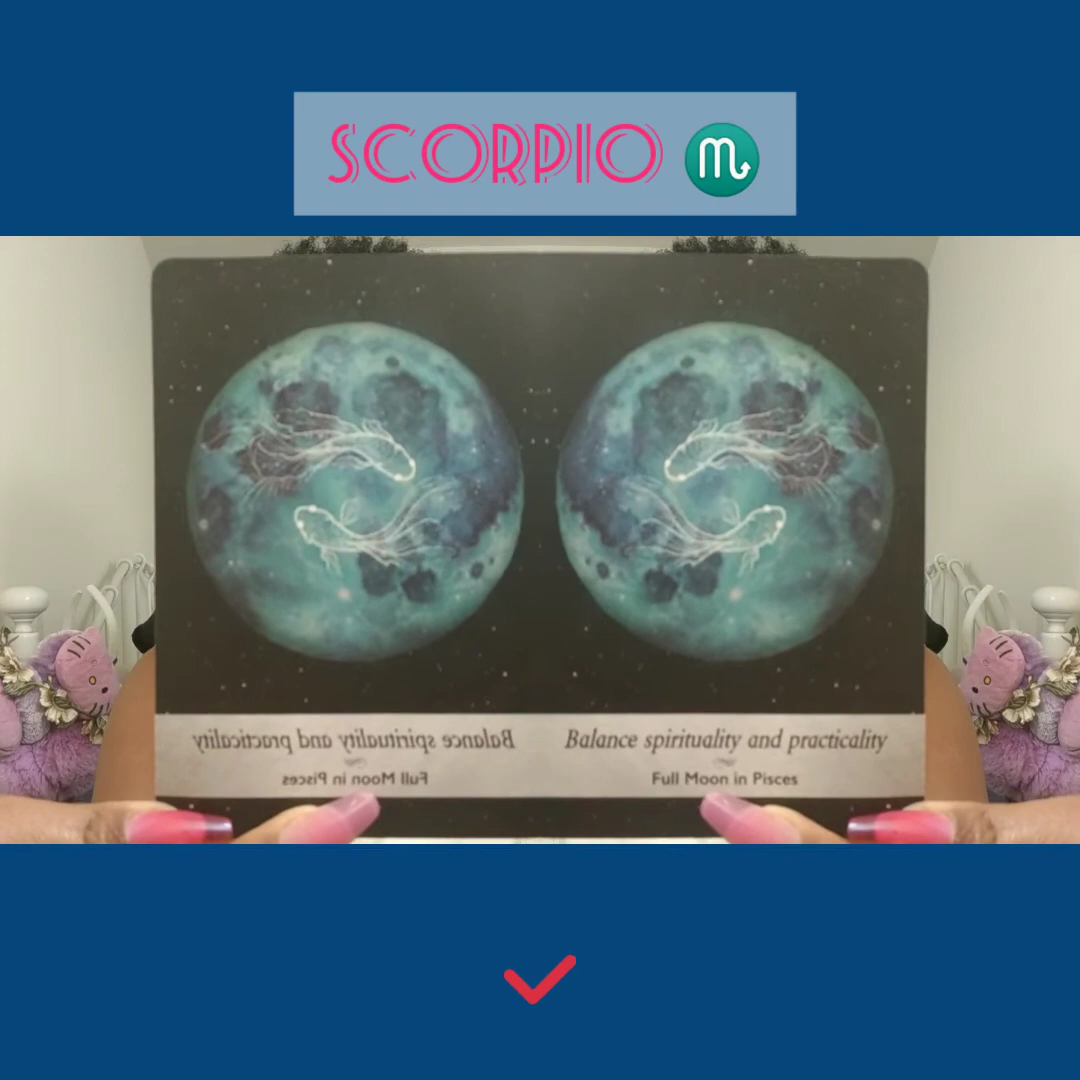 SCORPIO ♏
Balance spirituality and practicality
Balance spirituality and practicality
Full Moon in Pisces
Full Moon in Pisces